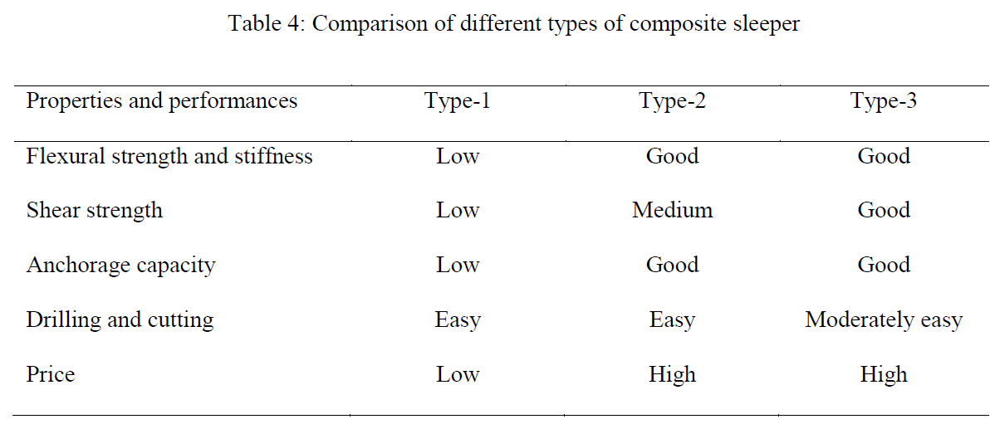 Table 4: Comparison of different types of composite sleeper
Properties and performances Type-1 Type-2 Type-3
Flexural strength and stiffness Low Good Good
Shear strength Low Medium Good
Anchorage capacity Low Good Good
Drilling and cutting Easy Easy Moderately easy
Price Low High High